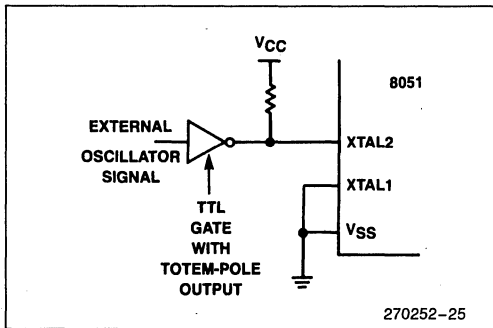 VCC
8051
EXTERNAL
OSCILLATOR
SIGNAL
XTAL2
XTAL1
VSS
TTL
GATE
WITH
TOTEM-POLE
OUTPUT
270252-25